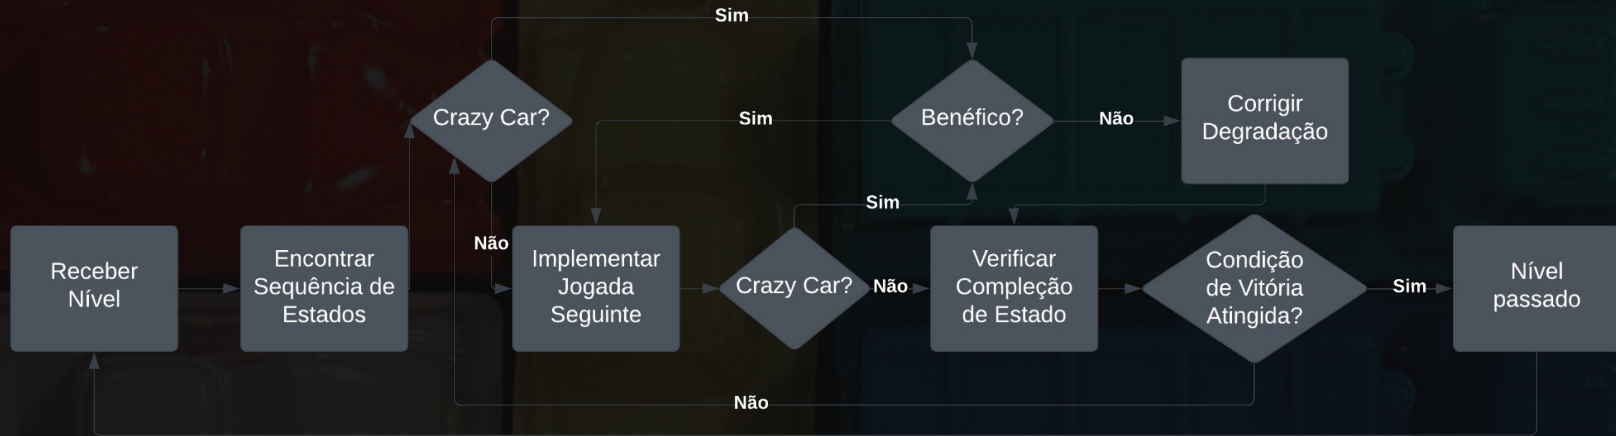 Sim
Crazy Car?
Sim
Benéfico?
Não
Corrigir
Degradação
Sim
Não
Receber
Nível
Encontrar
Sequência de
Estados
Implementar
Jogada
Seguinte
Crazy Car?
Não
Verificar
Compleção
de Estado
Condição
de Vitória
Atingida?
Sim
Nível
passado
Não